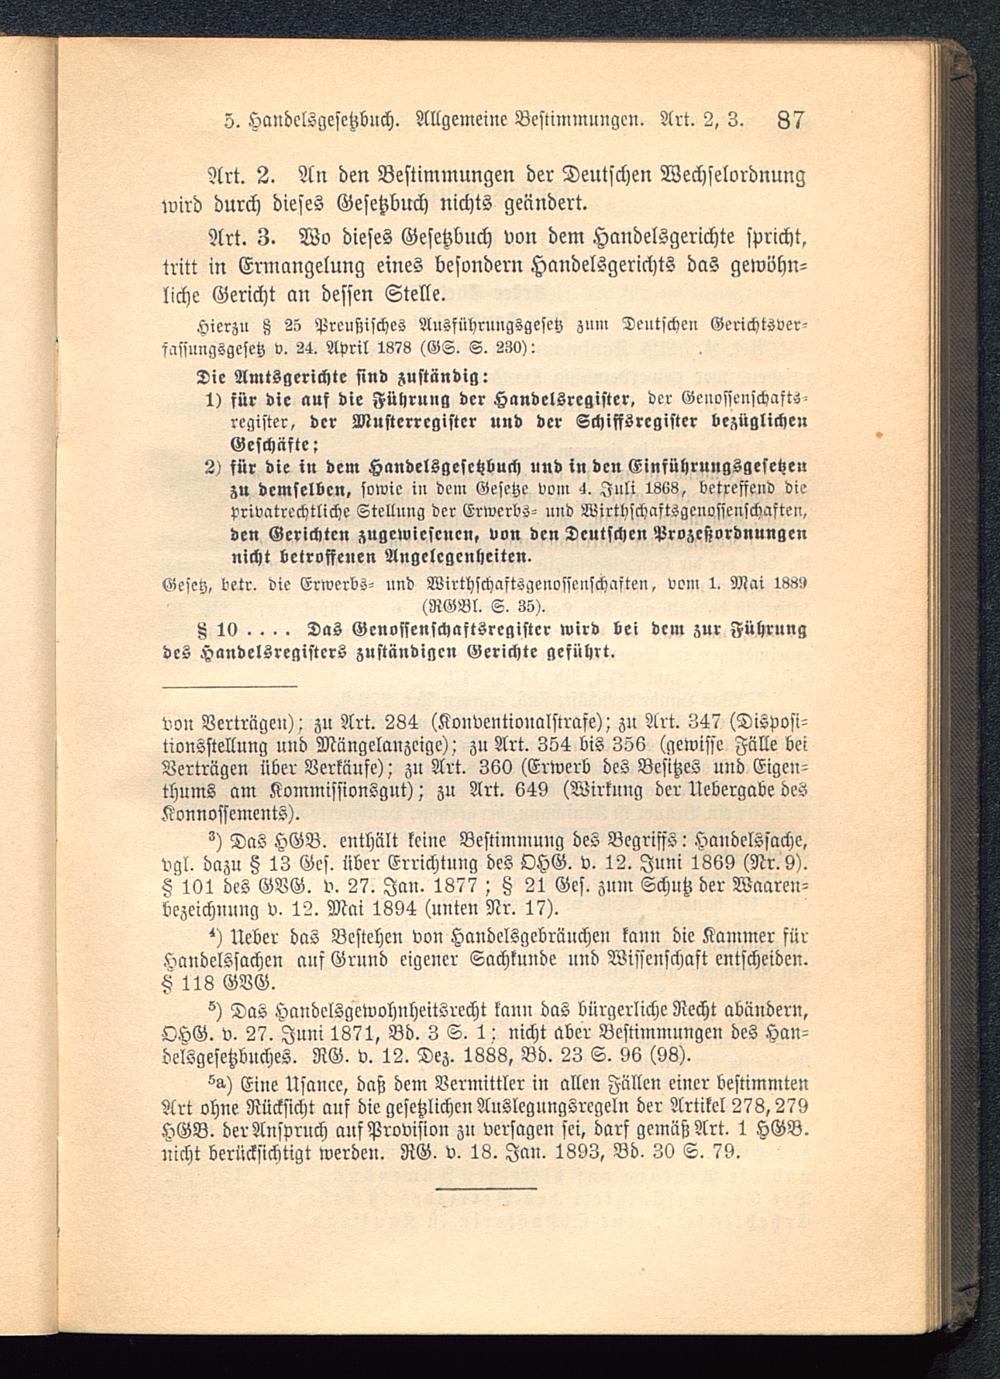 5. Handelsgesetzbuch. Allgemeine Bestimmungen. Art. 2, 3. 87
Art. 2. An den Bestimmungen der Deutschen Wechselordnung
wird durch dieses Gesetzbuch nichts geändert.
Art. 3. Wo dieses Gesetzbuch von dem Handelsgerichte spricht,
tritt in Ermangelung eines besondern Handelsgerichts das gewöhn-
liche Gericht an dessen Stelle.
Hierzu § 25 Preußisches Ausführungsgesetz zum Deutschen Gerichtsver-
fassungsgesetz v. 24. April 1878 (GS. S. 230):
Die Amtsgerichte sind zuständig:
1) für die auf die Führung der Handelsregister, der Genossenschafts-
register, der Musterregister und der Schiffsregister bezüglichen
Geschäfte;
2) für die in dem Handelsgesetzbuch und in den Einführungsgesetzen
zu demselben, sowie in dem Gesetze vom 4. Juli 1868, betreffend die
privatrechtliche Stellung der Erwerbs- und Wirthschaftsgenossenschaften,
den Gerichten zugewiesenen, von den Deutschen Prozeßordnungen
nicht betroffenen Angelegenheiten.
Gesetz, betr. die Erwerbs- und Wirthschaftsgenossenschaften, vom 1. Mai 1889
(RGBl. S. 35).
§ 10 .... Das Genossenschaftsregister wird bei dem zur Führung
des Handelsregisters zuständigen Gerichte geführt.
von Verträgen); zu Art. 284 (Konventionalstrafe); zu Art. 347 (Disposi-
tionsstellung und Mängelanzeige); zu Art. 354 bis 356 (gewisse Fälle bei
Verträgen über Verkäufe); zu Art. 360 (Erwerb des Besitzes und Eigen-
thums am Kommissionsgut); zu Art. 649 (Wirkung der Uebergabe des
Konnossements).
³) Das HGB. enthält keine Bestimmung des Begriffs: Handelssache,
vgl. dazu § 13 Ges. über Errichtung des OHG. v. 12. Juni 1869 (Nr. 9).
§ 101 des GVG. v. 27. Jan. 1877; § 21 Ges. zum Schutz der Waaren-
bezeichnung v. 12. Mai 1894 (unten Nr. 17).
⁴) Ueber das Bestehen von Handelsgebräuchen kann die Kammer für
Handelssachen auf Grund eigener Sachkunde und Wissenschaft entscheiden.
§ 118 GVG.
⁵) Das Handelsgewohnheitsrecht kann das bürgerliche Recht abändern,
OHG. v. 27. Juni 1871, Bd. 3 S. 1; nicht aber Bestimmungen des Han-
delsgesetzbuches. RG. v. 12. Dez. 1888, Bd. 23 S. 96 (98).
⁵a) Eine Usance, daß dem Vermittler in allen Fällen einer bestimmten
Art ohne Rücksicht auf die gesetzlichen Auslegungsregeln der Artikel 278, 279
HGB. der Anspruch auf Provision zu versagen sei, darf gemäß Art. 1 HGB.
nicht berücksichtigt werden. RG. v. 18. Jan. 1893, Bd. 30 S. 79.